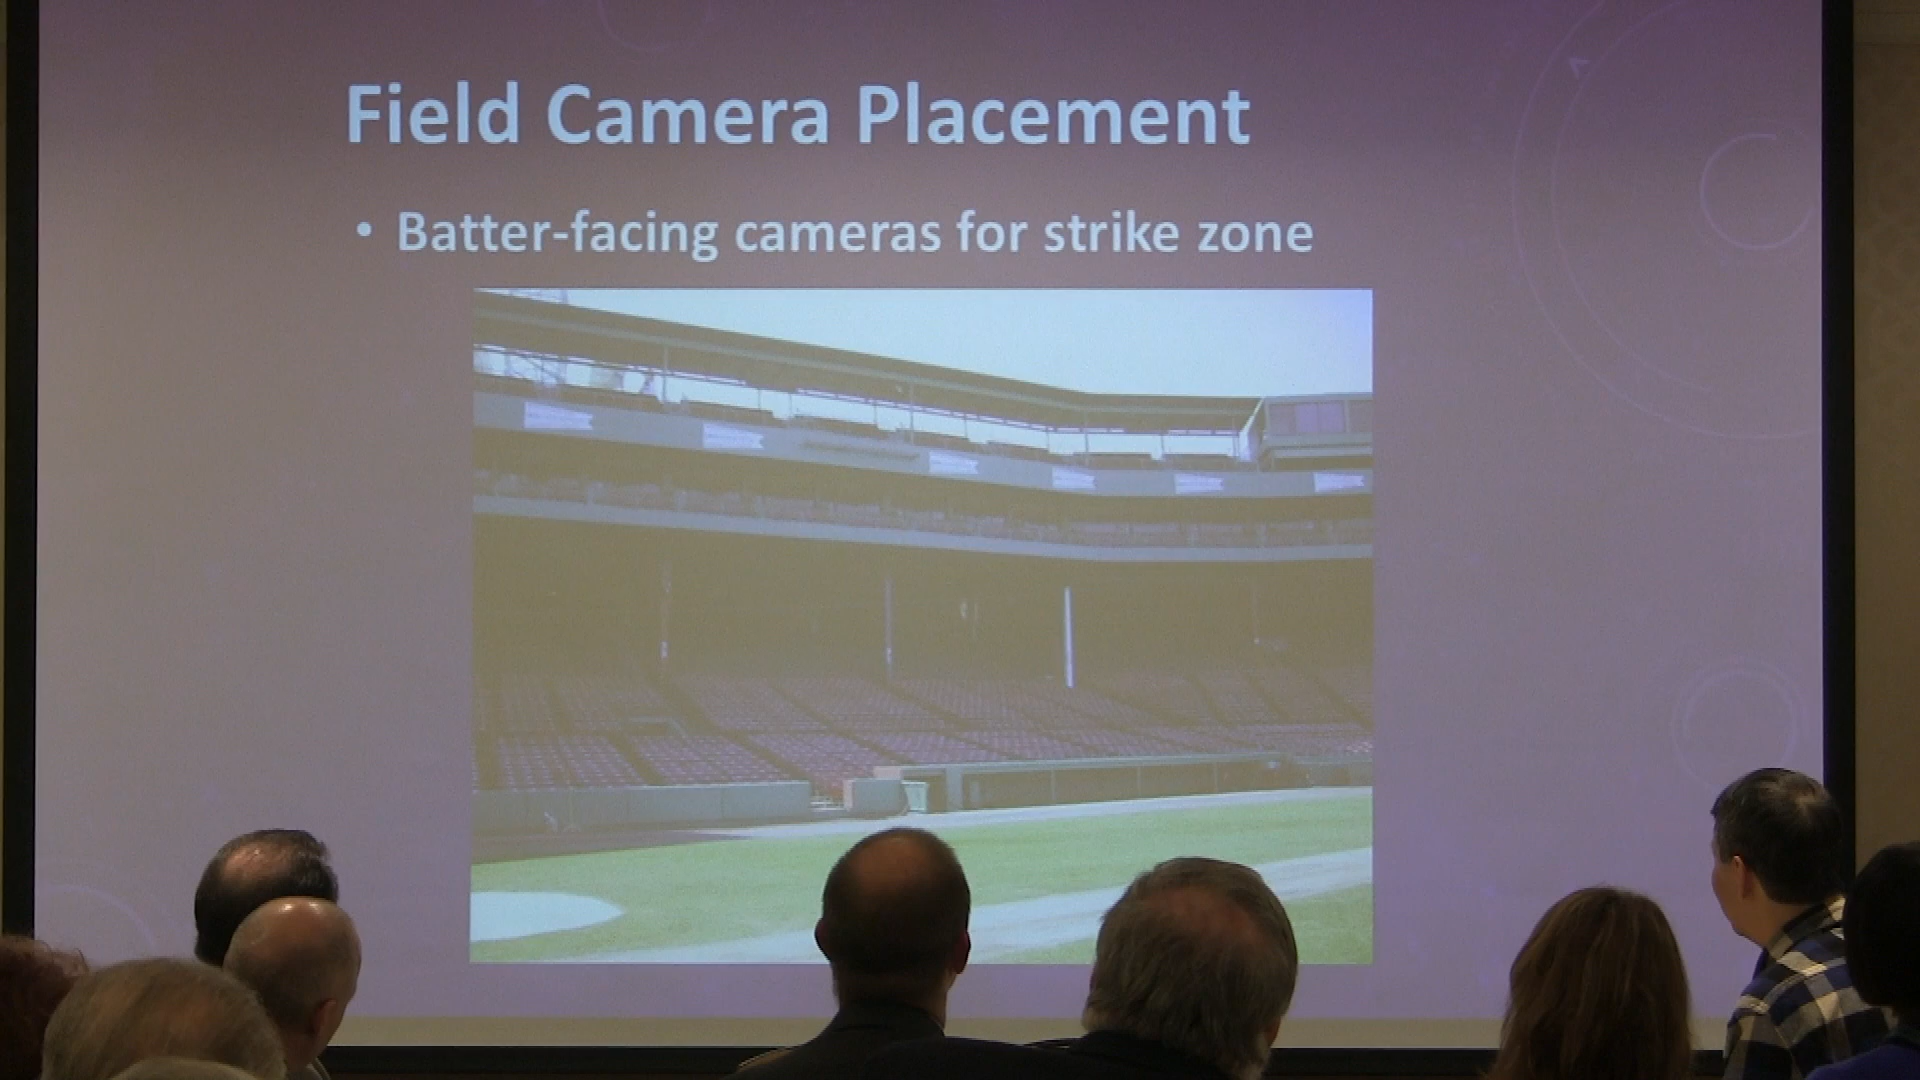 Field Camera Placement
• Batter-facing cameras for strike zone